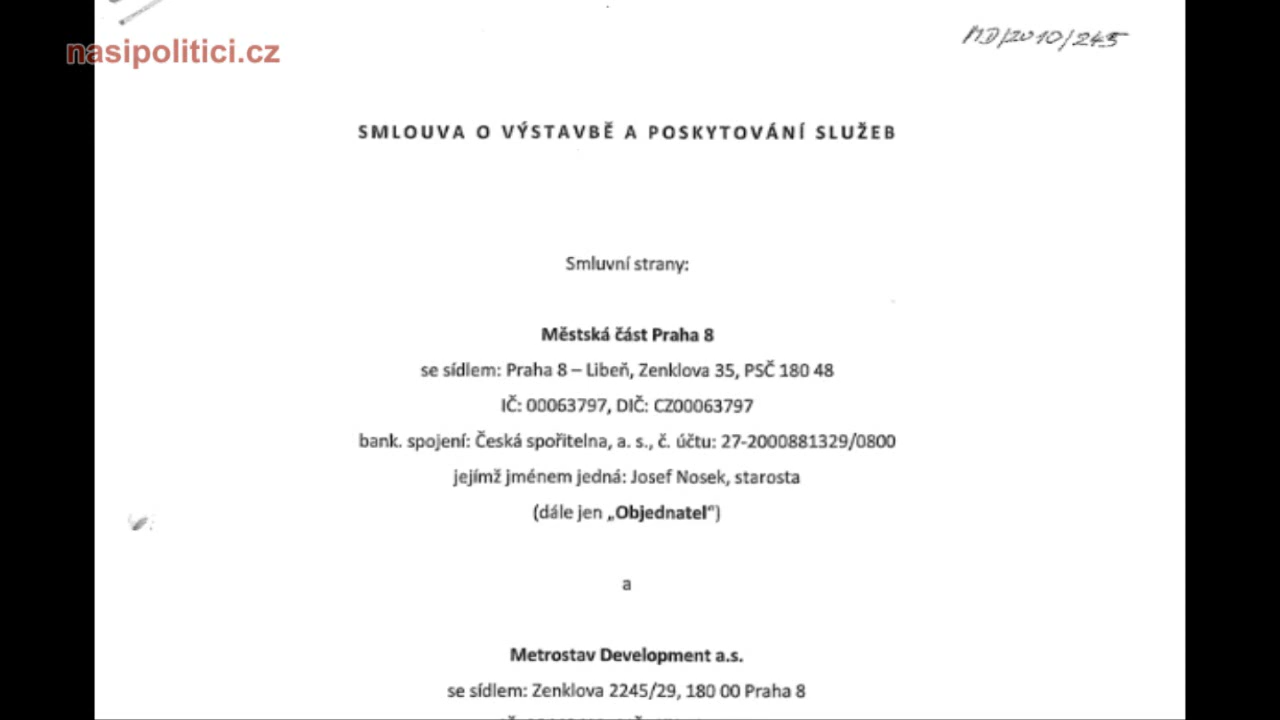 nasipolitici.cz
MD/2010/245
SMLOUVA O VÝSTAVBĚ A POSKYTOVÁNÍ SLUŽEB
Smluvní strany:
Městská část Praha 8
se sídlem: Praha 8 – Libeň, Zenklova 35, PSČ 180 48
IČ: 00063797, DIČ: CZ00063797
bank. spojení: Česká spořitelna, a. s., č. účtu: 27-2000881329/0800
jejímž jménem jedná: Josef Nosek, starosta
(dále jen „Objednatel“)
a
Metrostav Development a.s.
se sídlem: Zenklova 2245/29, 180 00 Praha 8